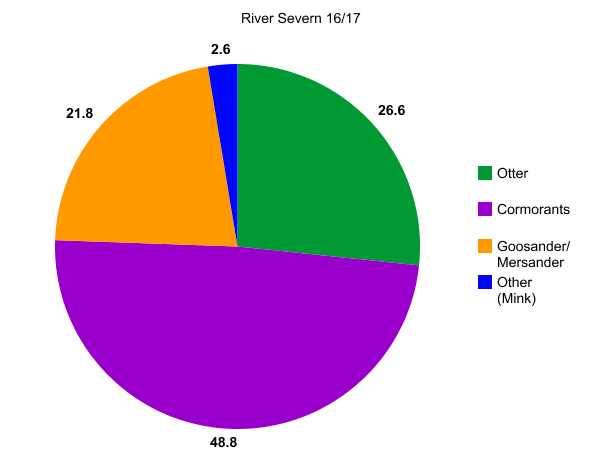 River Severn 16/17
2.6
21.8
26.6
Otter
Cormorants
Goosander/
Mersander
Other
(Mink)
48.8